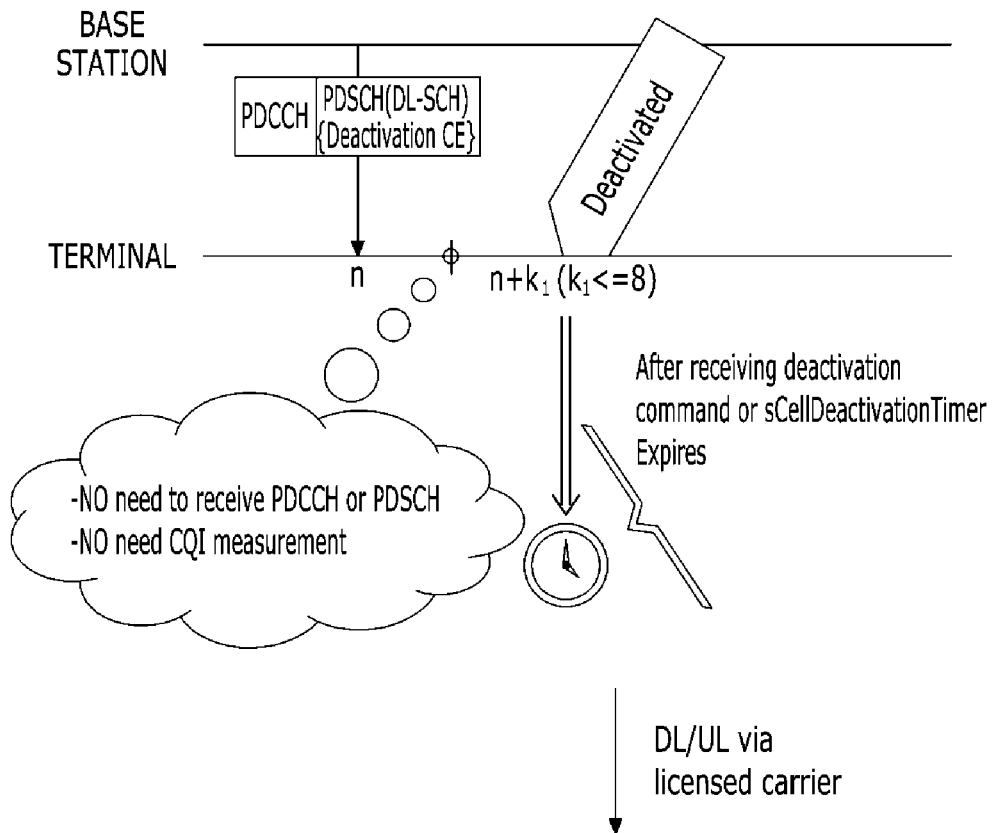 BASE
STATION
PDCCH
PDSCH(DL-SCH)
{Deactivation CE}
Deactivated
TERMINAL
n
n+k₁ (k₁<=8)
After receiving deactivation
command or sCellDeactivationTimer
Expires
-NO need to receive PDCCH or PDSCH
-NO need CQI measurement
DL/UL via
licensed carrier